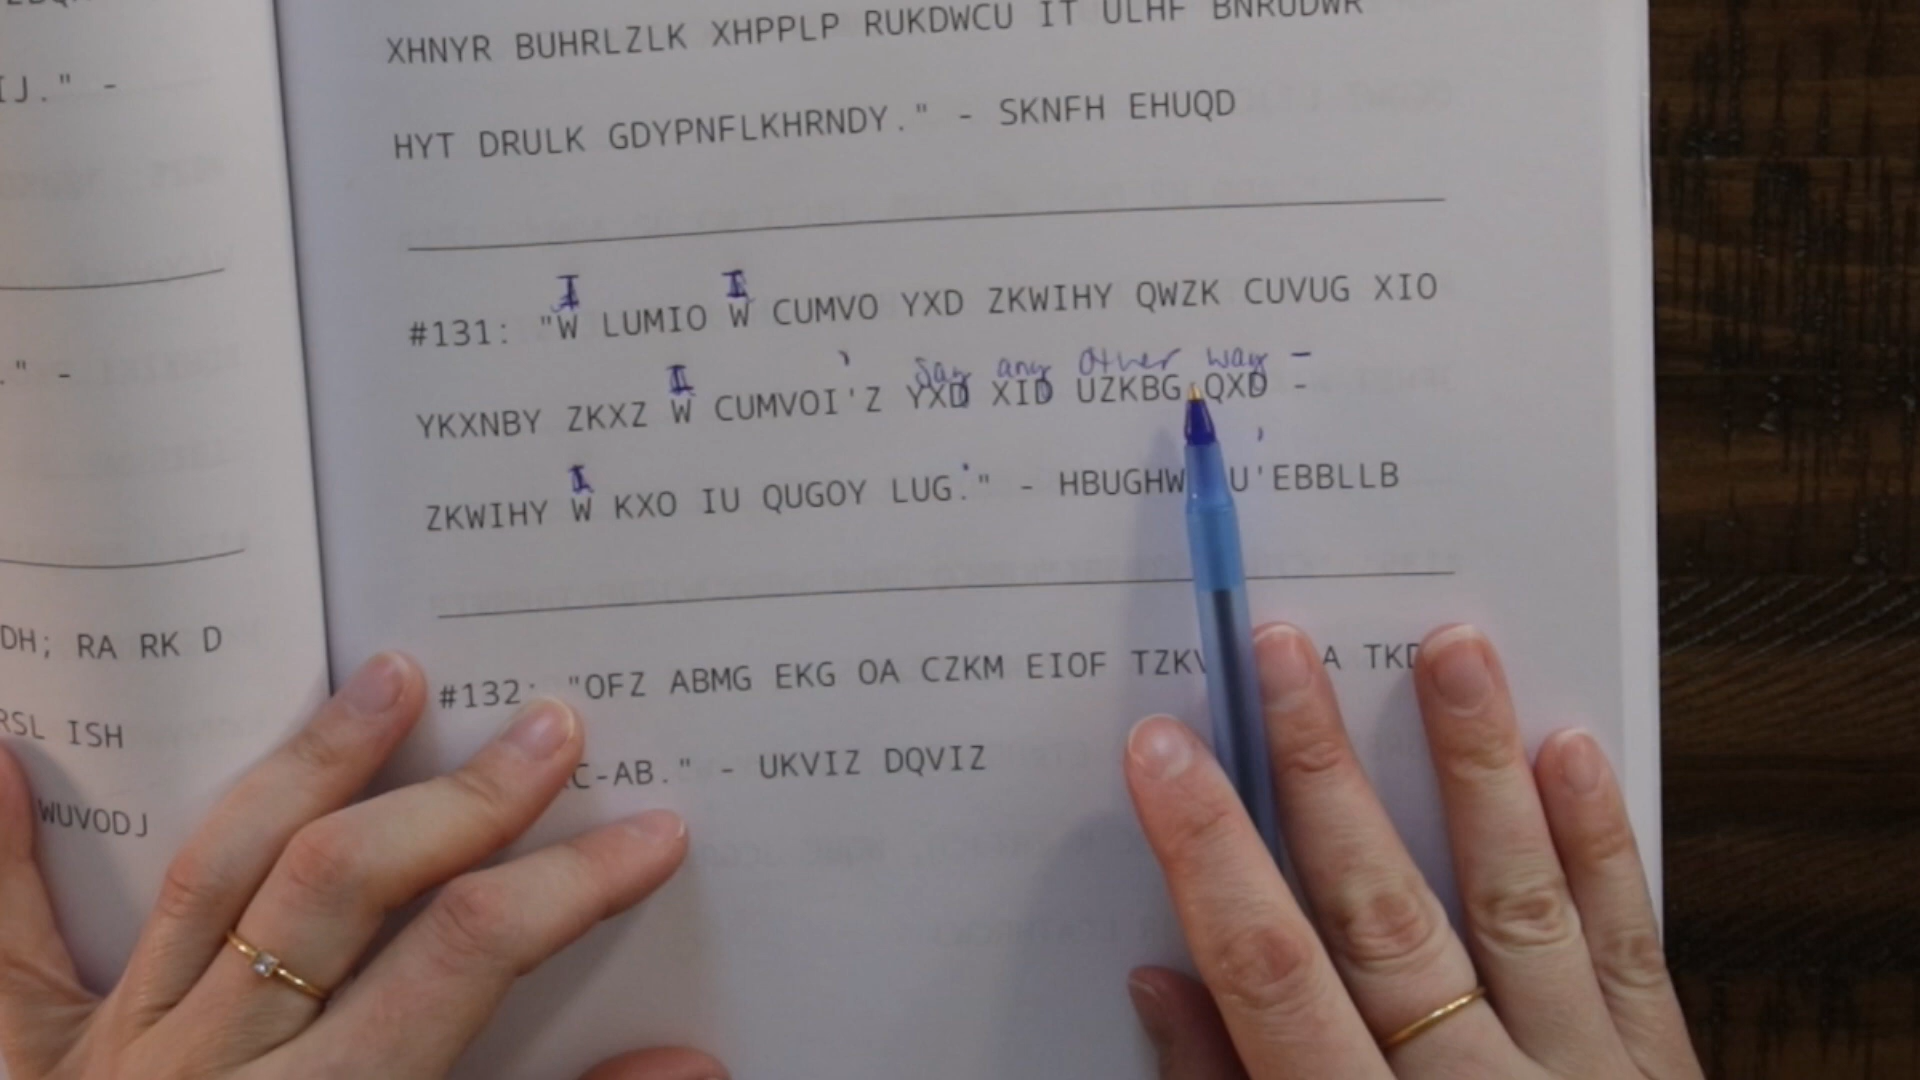 IJ." -
." -
DH; RA RK D
RSL ISH
WUVODJ
XHNYR BUHRLZLK XHPPLP RUKDWCU IT ULHF BNRUDWR
HYT DRULK GDYPNFLKHRNDY." - SKNFH EHUQD
I I
#131: "W LUMIO W CUMVO YXD ZKWIHY QWZK CUVUG XIO
I ' Say any other way -
YKXNBY ZKXZ W CUMVOI'Z YXD XID UZKBG QXD -
I '
ZKWIHY W KXO IU QUGOY LUG." - HBUGHW U'EBBLLB
#132: "OFZ ABMG EKG OA CZKM EIOF TZKV A TKD
C-AB." - UKVIZ DQVIZ